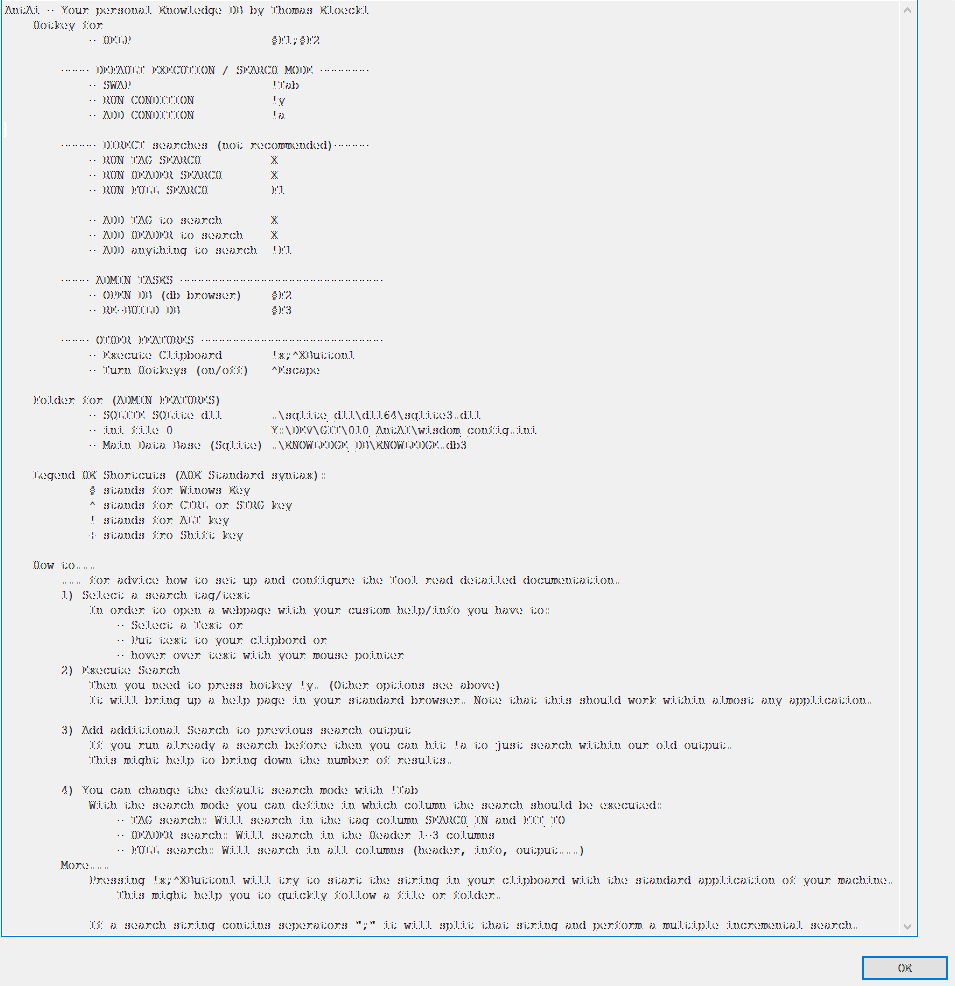 AntAi - Your personal Knowledge DB by Thomas Kloeckl
Hotkey for
- HELP #F1;#F2
---- DEFAULT EXECUTION / SEARCH MODE -------
- SWAP !Tab
- RUN CONDITION !y
- ADD CONDITION !a
----- DIRECT searches (not recommended)-----
- RUN TAG SEARCH X
- RUN HEADER SEARCH X
- RUN FULL SEARCH F1
- ADD TAG to search X
- ADD HEADER to search X
- ADD anything to search !F1
---- ADMIN TASKS -----------------------------
- OPEN DB (db browser) #F2
- RE-BUILD DB #F3
---- OTHER FEATURES --------------------------
- Execute Clipboard !x;^XButton1
- Turn Hotkeys (on/off) ^Escape
Folder for (ADMIN FEATURES)
- SQLITE SQLite dll ..\sqlite_dll\dll64\sqlite3.dll
- ini file 0 Y:\DEV\GIT\010_AntAI\wisdom_config.ini
- Main Data Base (Sqlite) ..\KNOWLEDGE_DB\KNOWLEDGE.db3
Legend HK Shortcuts (AHK Standard syntax):
# stands for Winows Key
^ stands for CTRL or STRG key
! stands for ALT key
+ stands fro Shift key
How to...
... for advice how to set up and configure the Tool read detailed documentation.
1) Select a search tag/text
In order to open a webpage with your custom help/info you have to:
- Select a Text or
- Put text to your clipbord or
- hover over text with your mouse pointer
2) Execute Search
Then you need to press hotkey !y. (Other options see above)
It will bring up a help page in your standard browser. Note that this should work within almost any application.
3) Add additional Search to previous search output
If you run already a search before then you can hit !a to just search within our old output.
This might help to bring down the number of results.
4) You can change the default search mode with !Tab
With the search mode you can define in which column the search should be executed:
- TAG search: Will search in the tag column SEARCH_IN and
- HEADER search: Will search in the Header 1-3 columns
- FULL search: Will search in all columns (header, info, output....)
More...
Pressing !x;^XButton1 will try to start the string in your clipboard with the standard application of your machine.
This might help you to quickly follow a file or folder.
If a search string contins seperators ";" it will split that string and perform a multiple incremental search.
OK